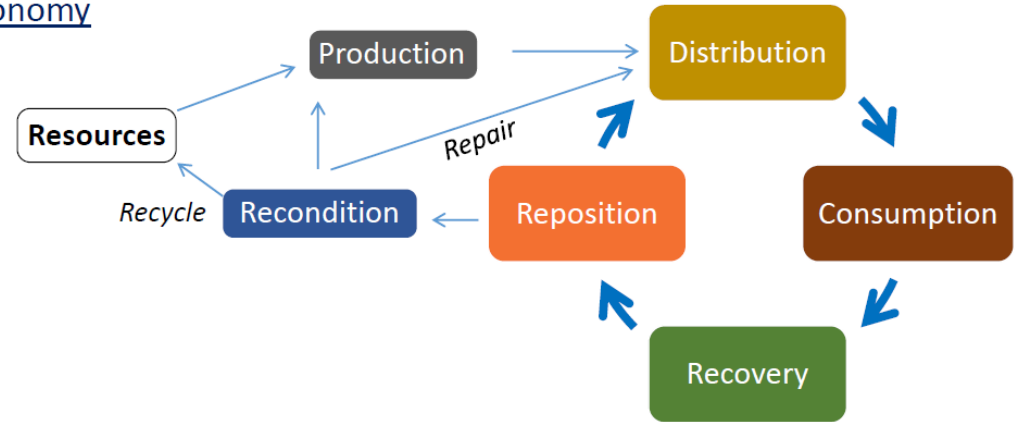 onomy
Production
Distribution
Resources
Repair
Recycle
Recondition
Reposition
Consumption
Recovery